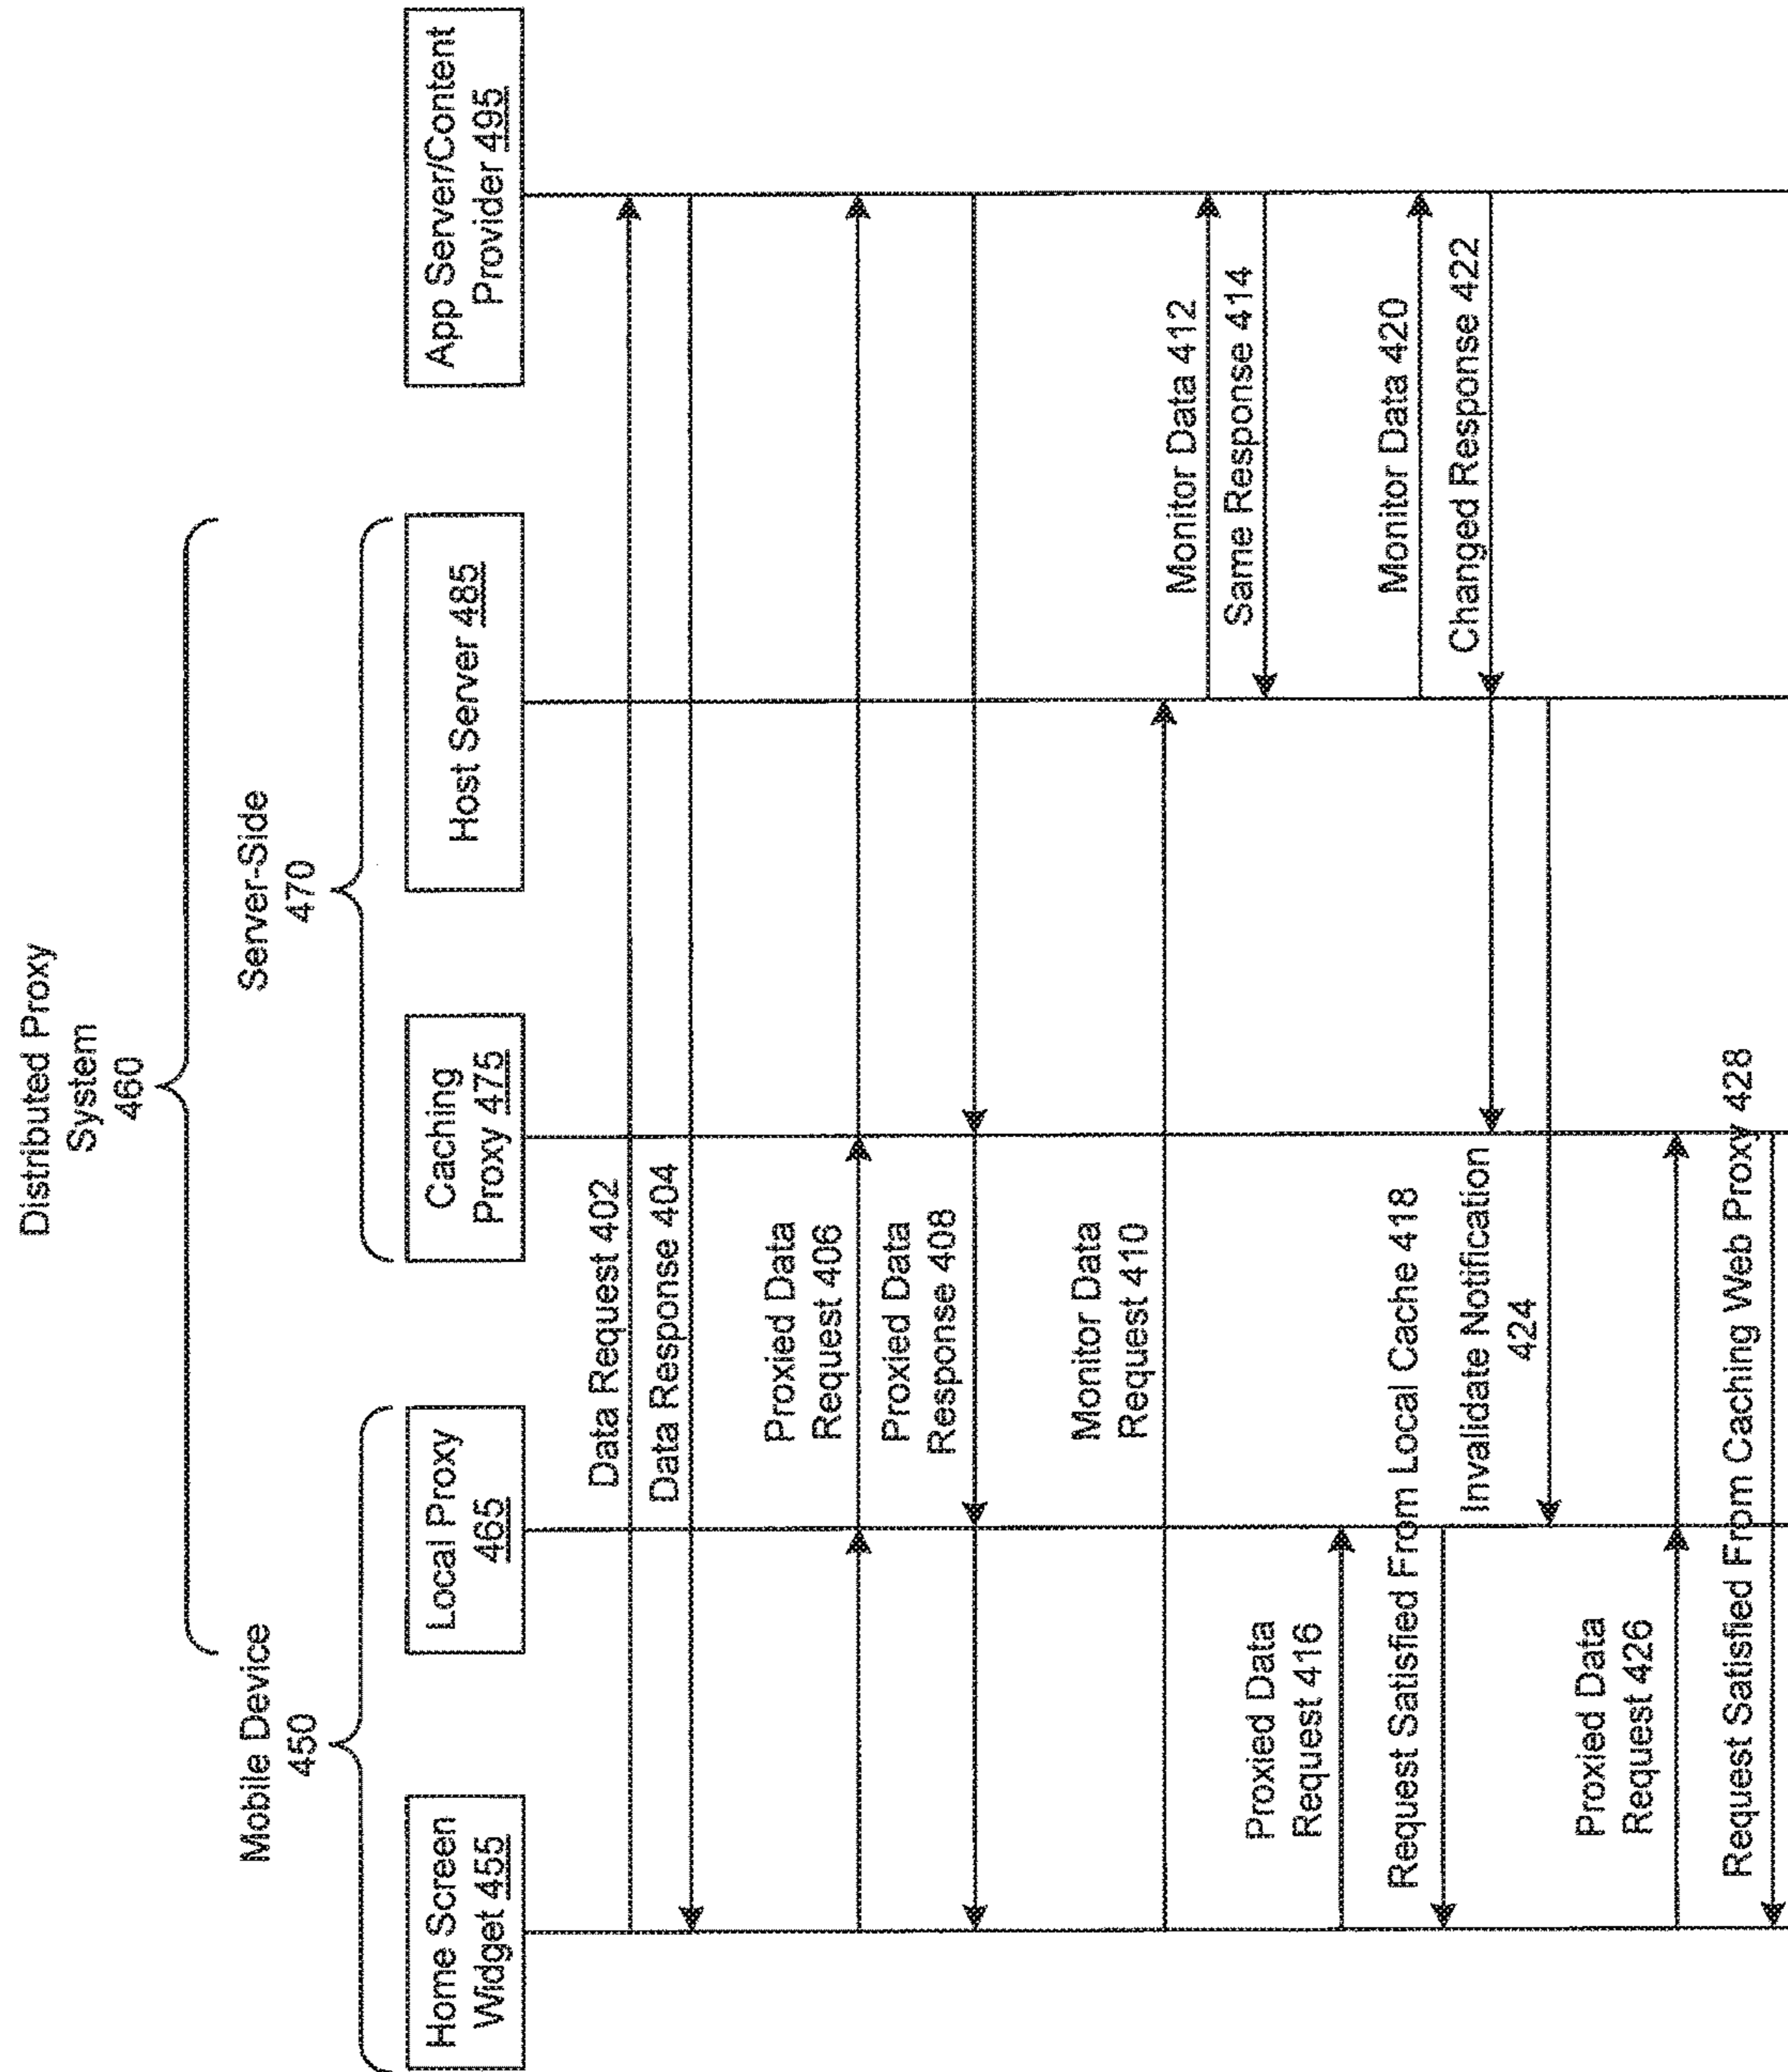 Distributed Proxy
System
460
Mobile Device
450
Server-Side
470
Home Screen
Widget 455
Local Proxy
465
Caching
Proxy 475
Host Server 485
App Server/Content
Provider 495
Data Request 402
Data Response 404
Proxied Data
Request 406
Proxied Data
Response 408
Monitor Data
Request 410
Monitor Data 412
Same Response 414
Proxied Data
Request 416
Request Satisfied From Local Cache 418
Monitor Data 420
Changed Response 422
Invalidate Notification
424
Proxied Data
Request 426
Request Satisfied From Caching Web Proxy 428